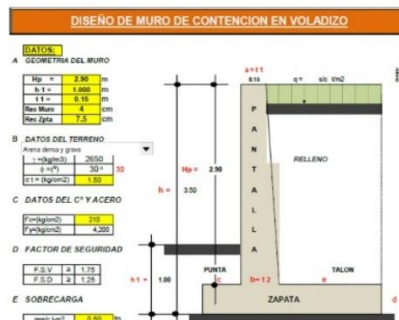 DISEÑO DE MURO DE CONTENCION EN VOLADIZO
DATOS:
A GEOMETRIA DEL MURO
Hp = 2.90 m
h 1 = 1.000 m
t 1 = 0.15 m
Rec Muro 4 cm
Rec Zpta 7.5 cm
B DATOS DEL TERRENO
Arena densa y grava
γ =(kg/m3) 2650
ϕ =(º) 30 º 30
σ t = (kg/cm2) 1.50
C DATOS DEL Cº Y ACERO
f'c=(kg/cm2) 210
f'y=(kg/cm2) 4,200
D FACTOR DE SEGURIDAD
F.S.V ≥ 1.75
F.S.D ≥ 1.25
E SOBRECARGA
0.50
a = t 1
0.15
q = s/c t/m2
PANTALLA
RELLENO
Hp = 2.90
h = 3.50
h 1 = 1.00
PUNTA
c
b = t 2
TALON
e
ZAPATA
d